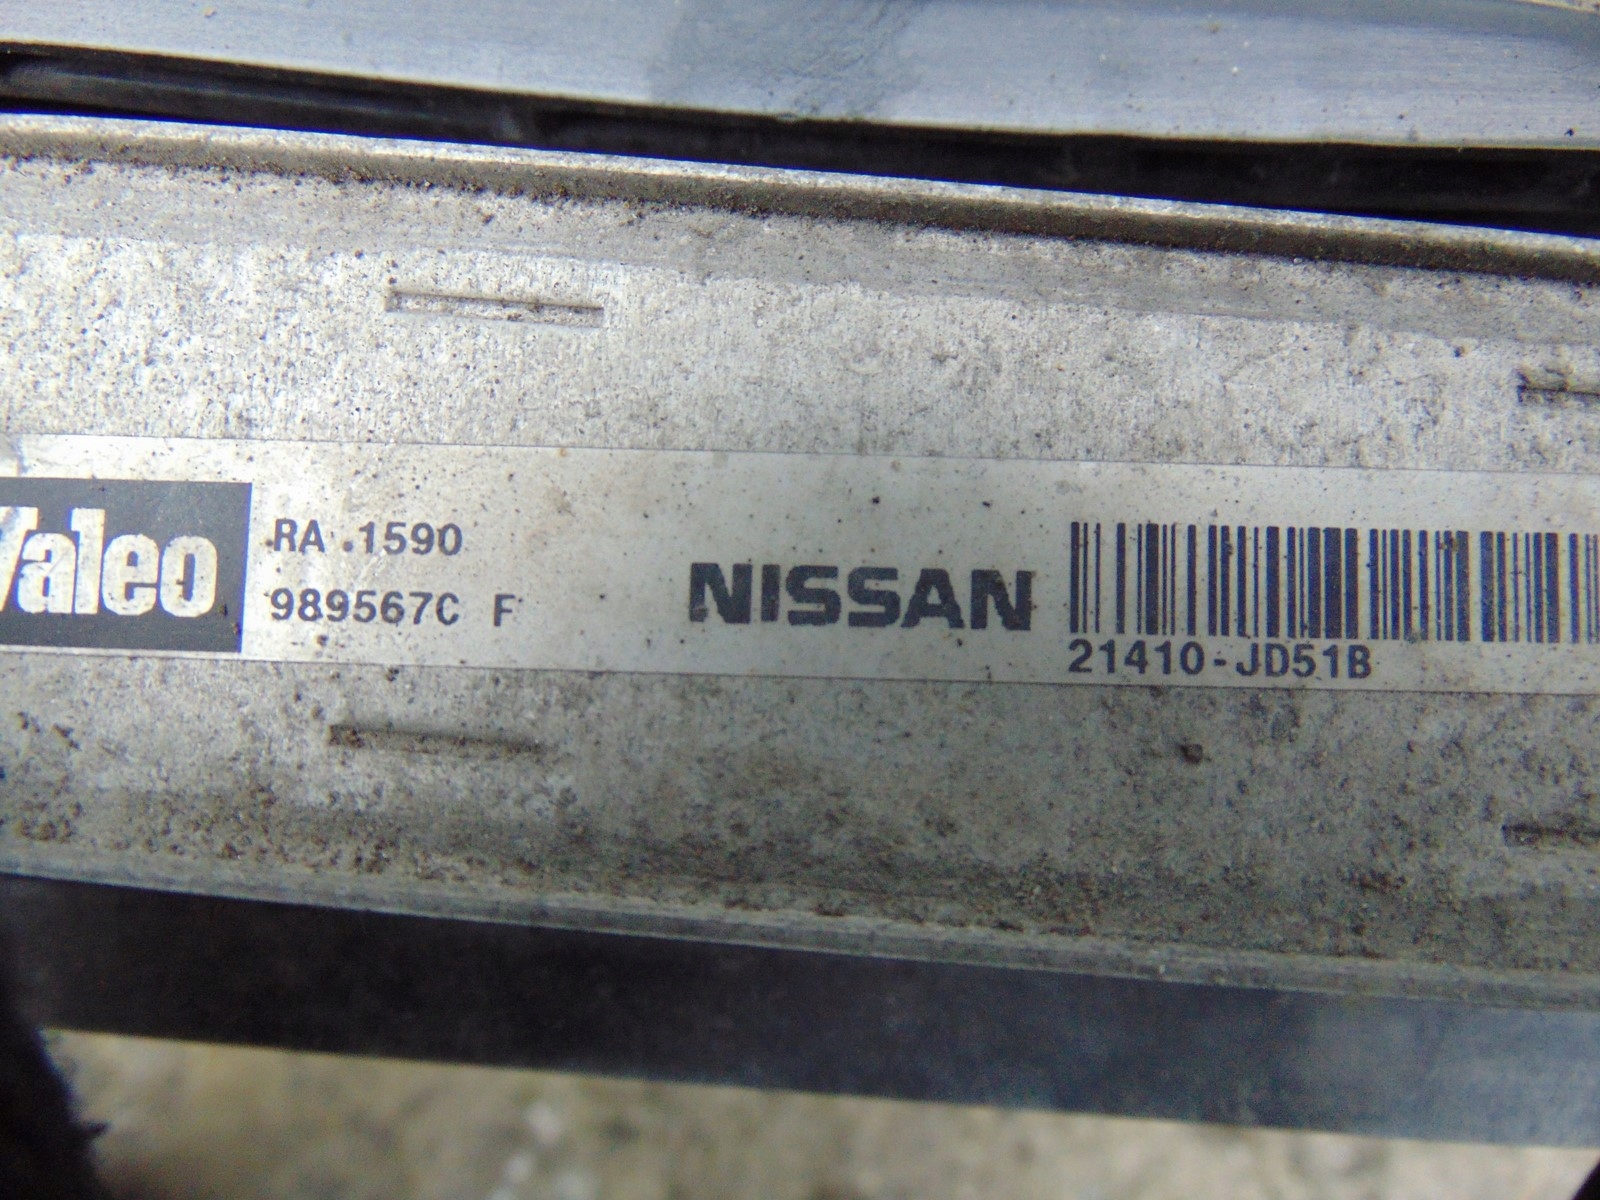 Valeo
RA .1590
989567C F
NISSAN
21410-JD51B